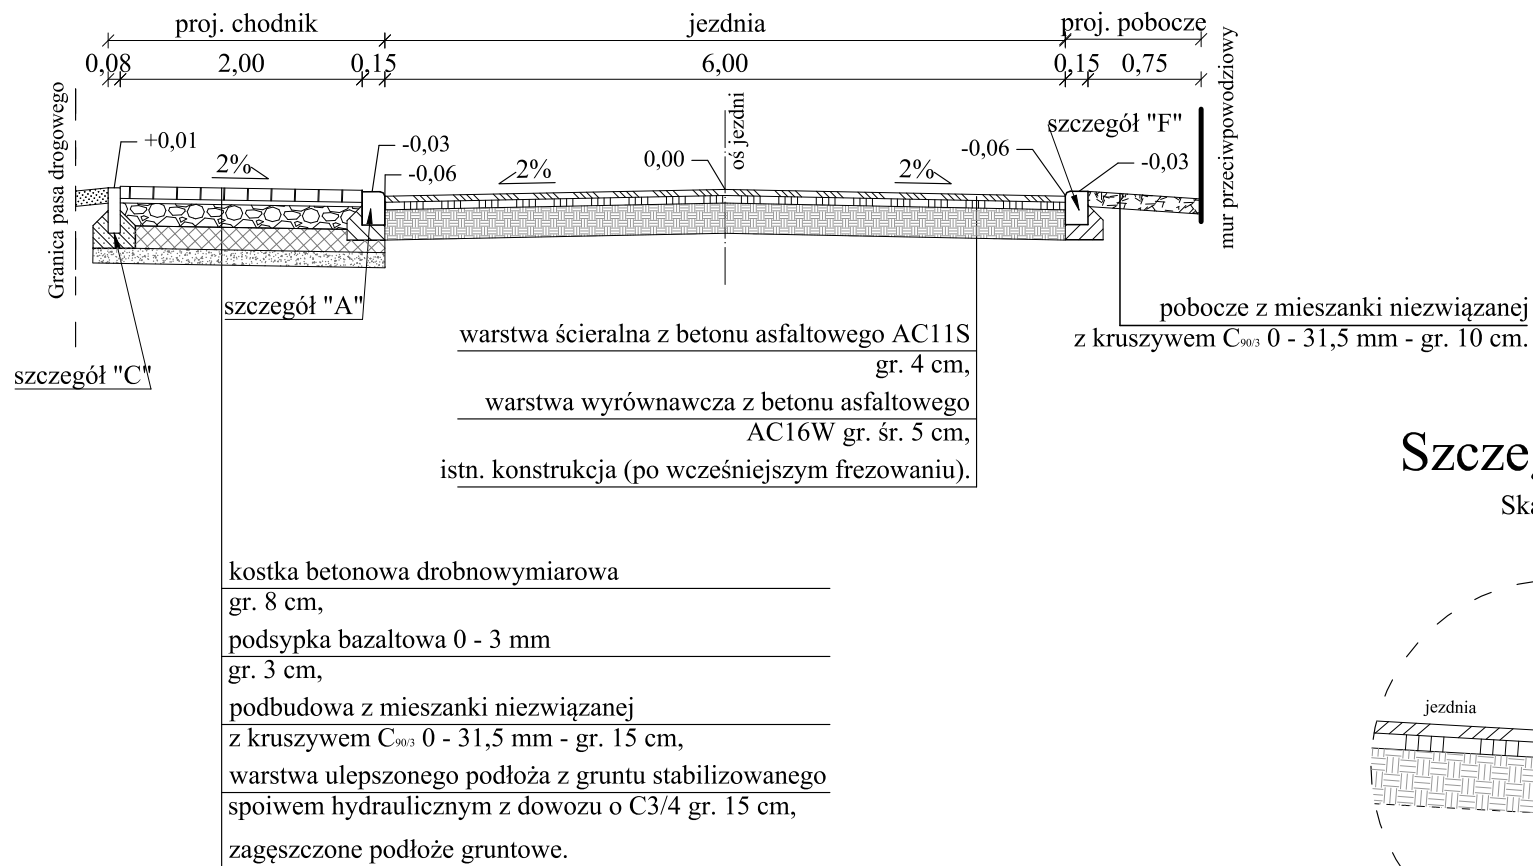 proj. chodnik
jezdnia
proj. pobocze
0,08
2,00
0,15
6,00
0,15
0,75
Granica pasa drogowego
oś jezdni
mur przeciwpowodziowy
+0,01
2%
-0,03
-0,06
2%
0,00
2%
-0,06
szczegół "F"
-0,03
szczegół "A"
szczegół "C"
warstwa ścieralna z betonu asfaltowego AC11S
gr. 4 cm,
warstwa wyrównawcza z betonu asfaltowego
AC16W gr. śr. 5 cm,
istn. konstrukcja (po wcześniejszym frezowaniu).
pobocze z mieszanki niezwiązanej
z kruszywem C90/3 0 - 31,5 mm - gr. 10 cm.
kostka betonowa drobnowymiarowa
gr. 8 cm,
podsypka bazaltowa 0 - 3 mm
gr. 3 cm,
podbudowa z mieszanki niezwiązanej
z kruszywem C90/3 0 - 31,5 mm - gr. 15 cm,
warstwa ulepszonego podłoża z gruntu stabilizowanego
spoiwem hydraulicznym z dowozu o C3/4 gr. 15 cm,
zagęszczone podłoże gruntowe.
jezdnia